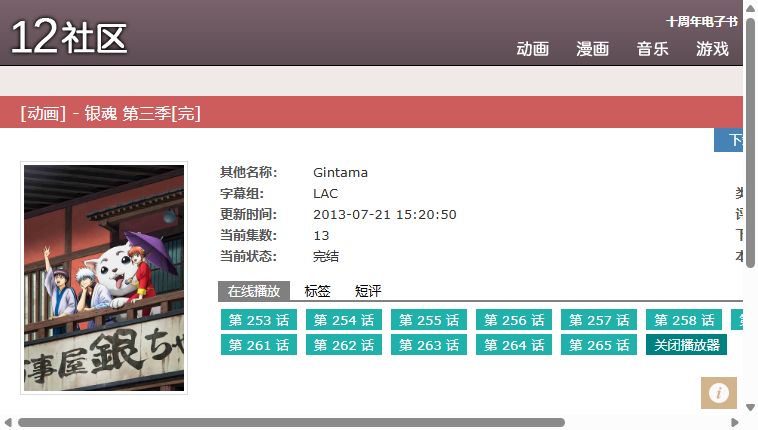 12社区
十周年电子书
动画 漫画 音乐 游戏
[动画] - 银魂 第三季[完]
其他名称: Gintama
字幕组: LAC
更新时间: 2013-07-21 15:20:50
当前集数: 13
当前状态: 完结
在线播放 标签 短评
第 253 话 第 254 话 第 255 话 第 256 话 第 257 话 第 258 话
第 261 话 第 262 话 第 263 话 第 264 话 第 265 话 关闭播放器
事屋銀ちゃ